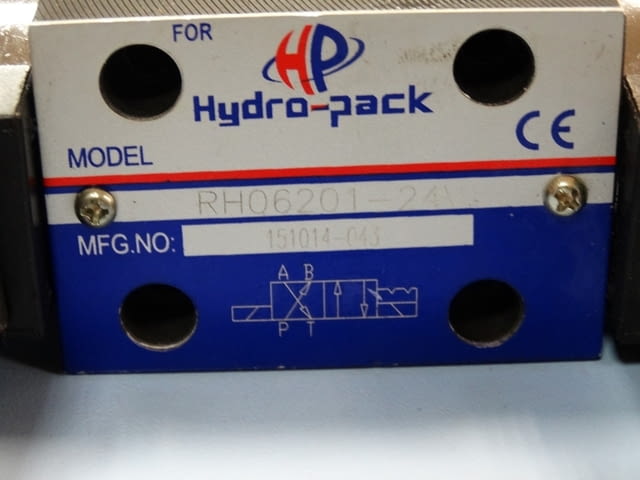 FOR
HP
Hydro-pack
CE
MODEL
RH06201-24V
MFG.NO: 151014-043
A B
P T